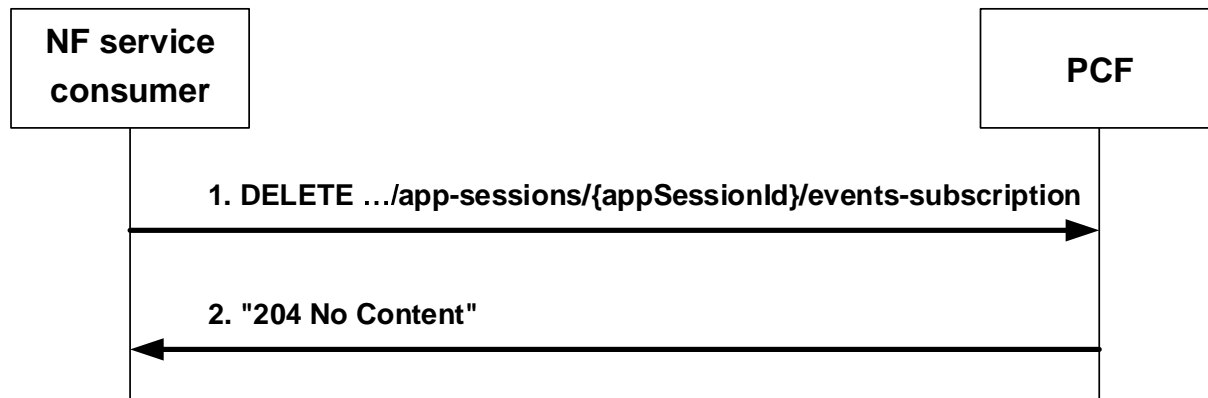 NF service
consumer
PCF
1. DELETE …/app-sessions/{appSessionId}/events-subscription
2. "204 No Content"